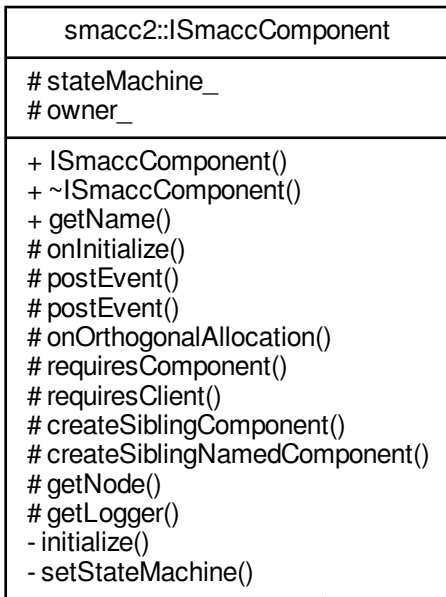 smacc2::ISmaccComponent
# stateMachine_
# owner_
+ ISmaccComponent()
+ ~ISmaccComponent()
+ getName()
# onInitialize()
# postEvent()
# postEvent()
# onOrthogonalAllocation()
# requiresComponent()
# requiresClient()
# createSiblingComponent()
# createSiblingNamedComponent()
# getNode()
# getLogger()
- initialize()
- setStateMachine()